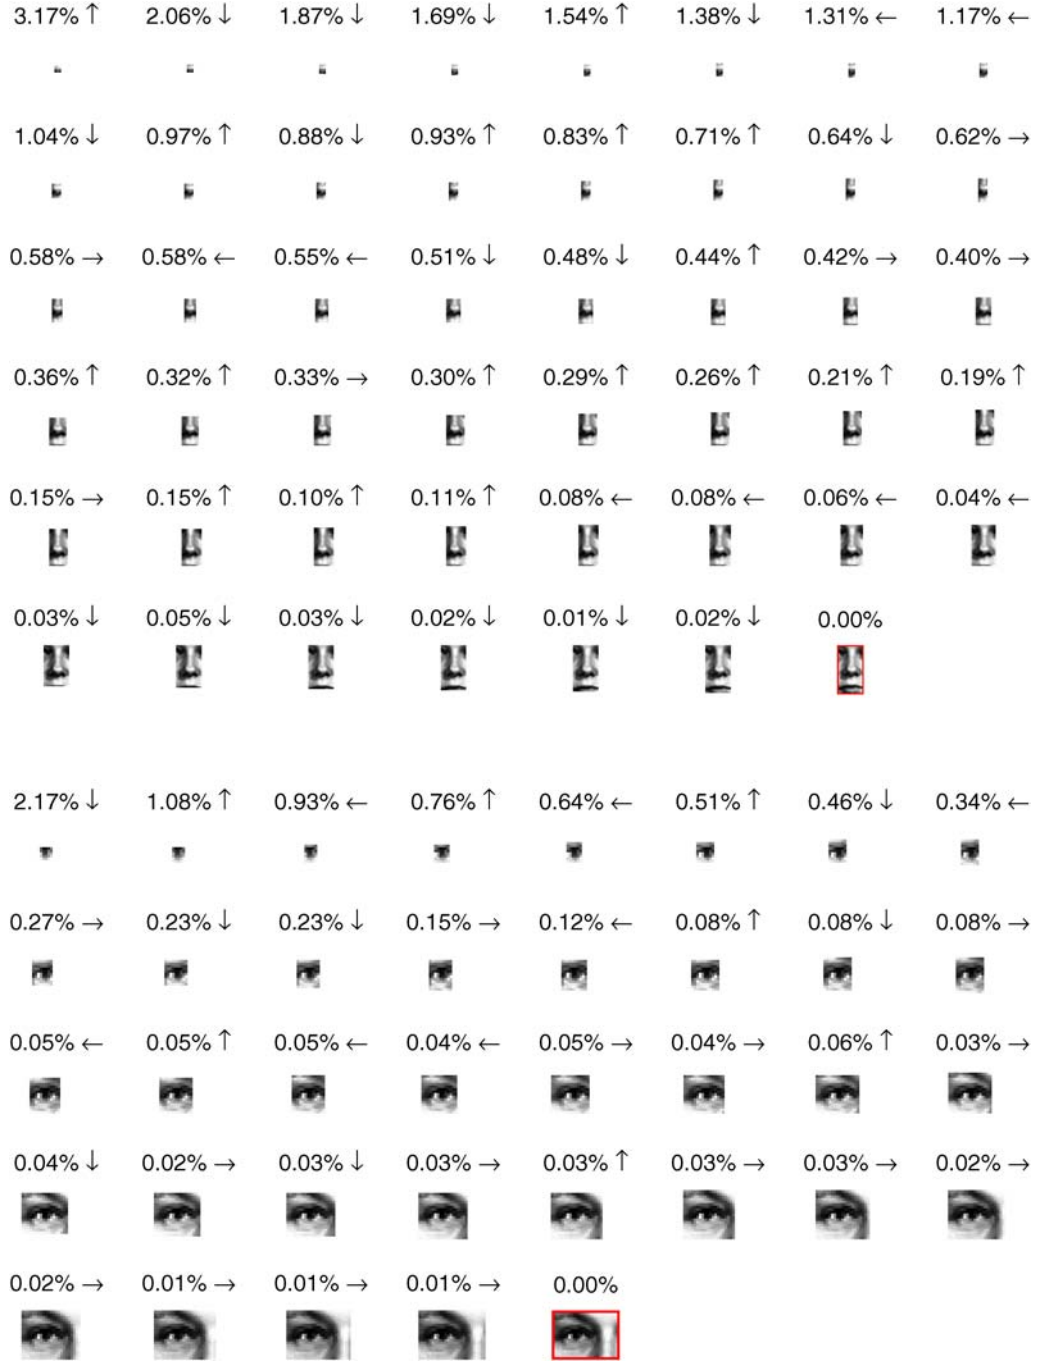 3.17% ↑ 2.06% ↓ 1.87% ↓ 1.69% ↓ 1.54% ↑ 1.38% ↓ 1.31% ← 1.17% ←
1.04% ↓ 0.97% ↑ 0.88% ↓ 0.93% ↑ 0.83% ↑ 0.71% ↑ 0.64% ↓ 0.62% →
0.58% → 0.58% ← 0.55% ← 0.51% ↓ 0.48% ↓ 0.44% ↑ 0.42% → 0.40% →
0.36% ↑ 0.32% ↑ 0.33% → 0.30% ↑ 0.29% ↑ 0.26% ↑ 0.21% ↑ 0.19% ↑
0.15% → 0.15% ↑ 0.10% ↑ 0.11% ↑ 0.08% ← 0.08% ← 0.06% ← 0.04% ←
0.03% ↓ 0.05% ↓ 0.03% ↓ 0.02% ↓ 0.01% ↓ 0.02% ↓ 0.00%
2.17% ↓ 1.08% ↑ 0.93% ← 0.76% ↑ 0.64% ← 0.51% ↑ 0.46% ↓ 0.34% ←
0.27% → 0.23% ↓ 0.23% ↓ 0.15% → 0.12% ← 0.08% ↑ 0.08% ↓ 0.08% →
0.05% ← 0.05% ↑ 0.05% ← 0.04% ← 0.05% → 0.04% → 0.06% ↑ 0.03% →
0.04% ↓ 0.02% → 0.03% ↓ 0.03% → 0.03% ↑ 0.03% → 0.03% → 0.02% →
0.02% → 0.01% → 0.01% → 0.01% → 0.00%